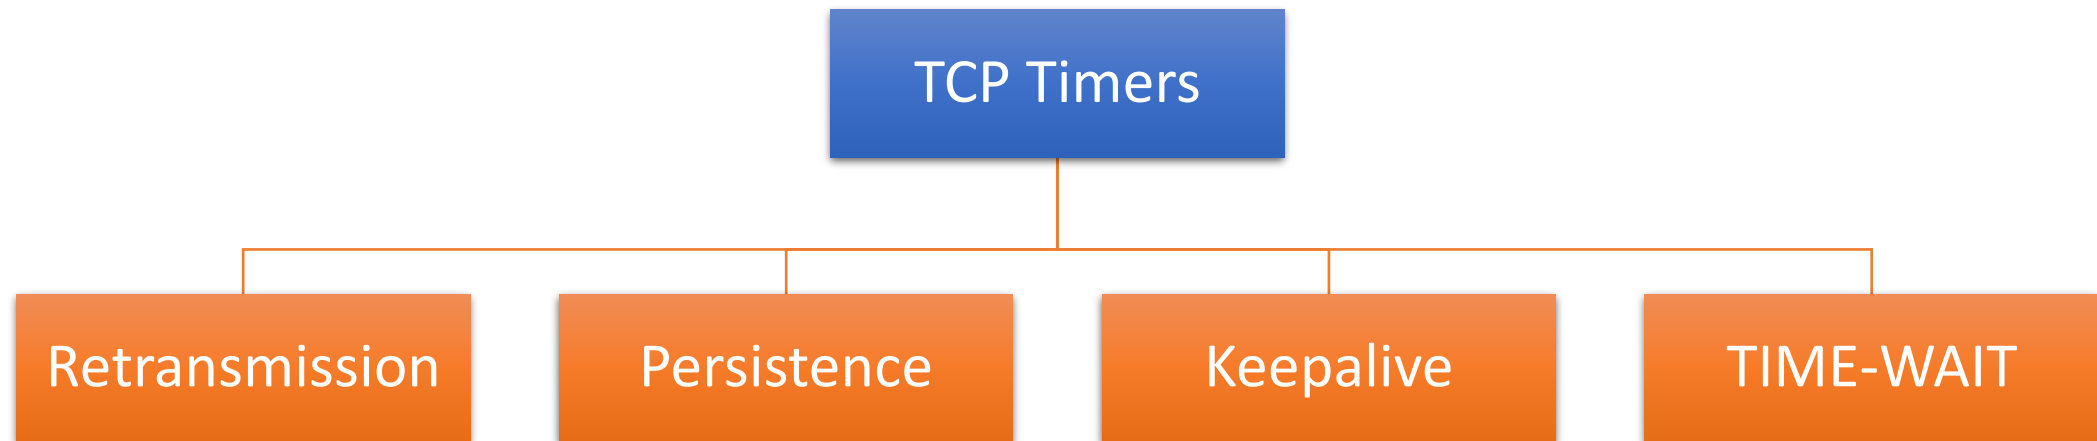 TCP Timers
Retransmission
Persistence
Keepalive
TIME-WAIT